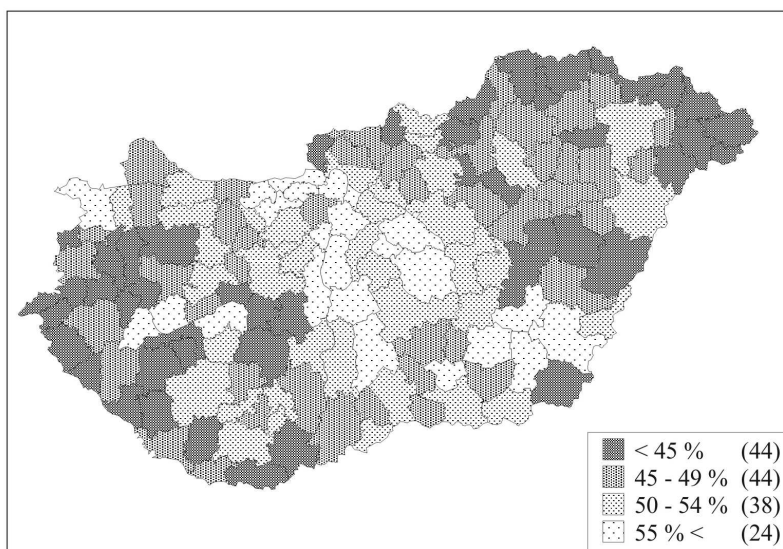 < 45 % (44)
45 - 49 % (44)
50 - 54 % (38)
55 % < (24)